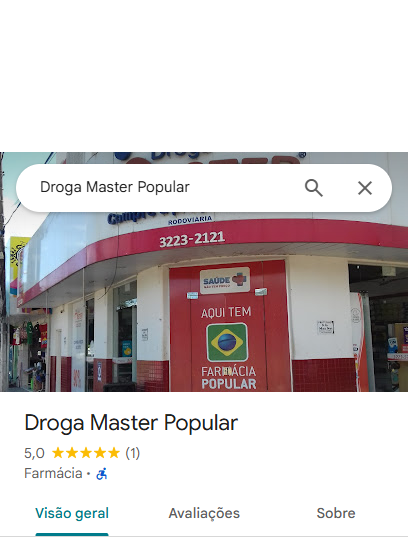 Droga Master Popular
RODOVIÁRIA
3223-2121
SAÚDE
AQUI TEM
FARMÁCIA
POPULAR
Droga Master Popular
5,0 (1)
Farmácia
Visão geral
Avaliações
Sobre